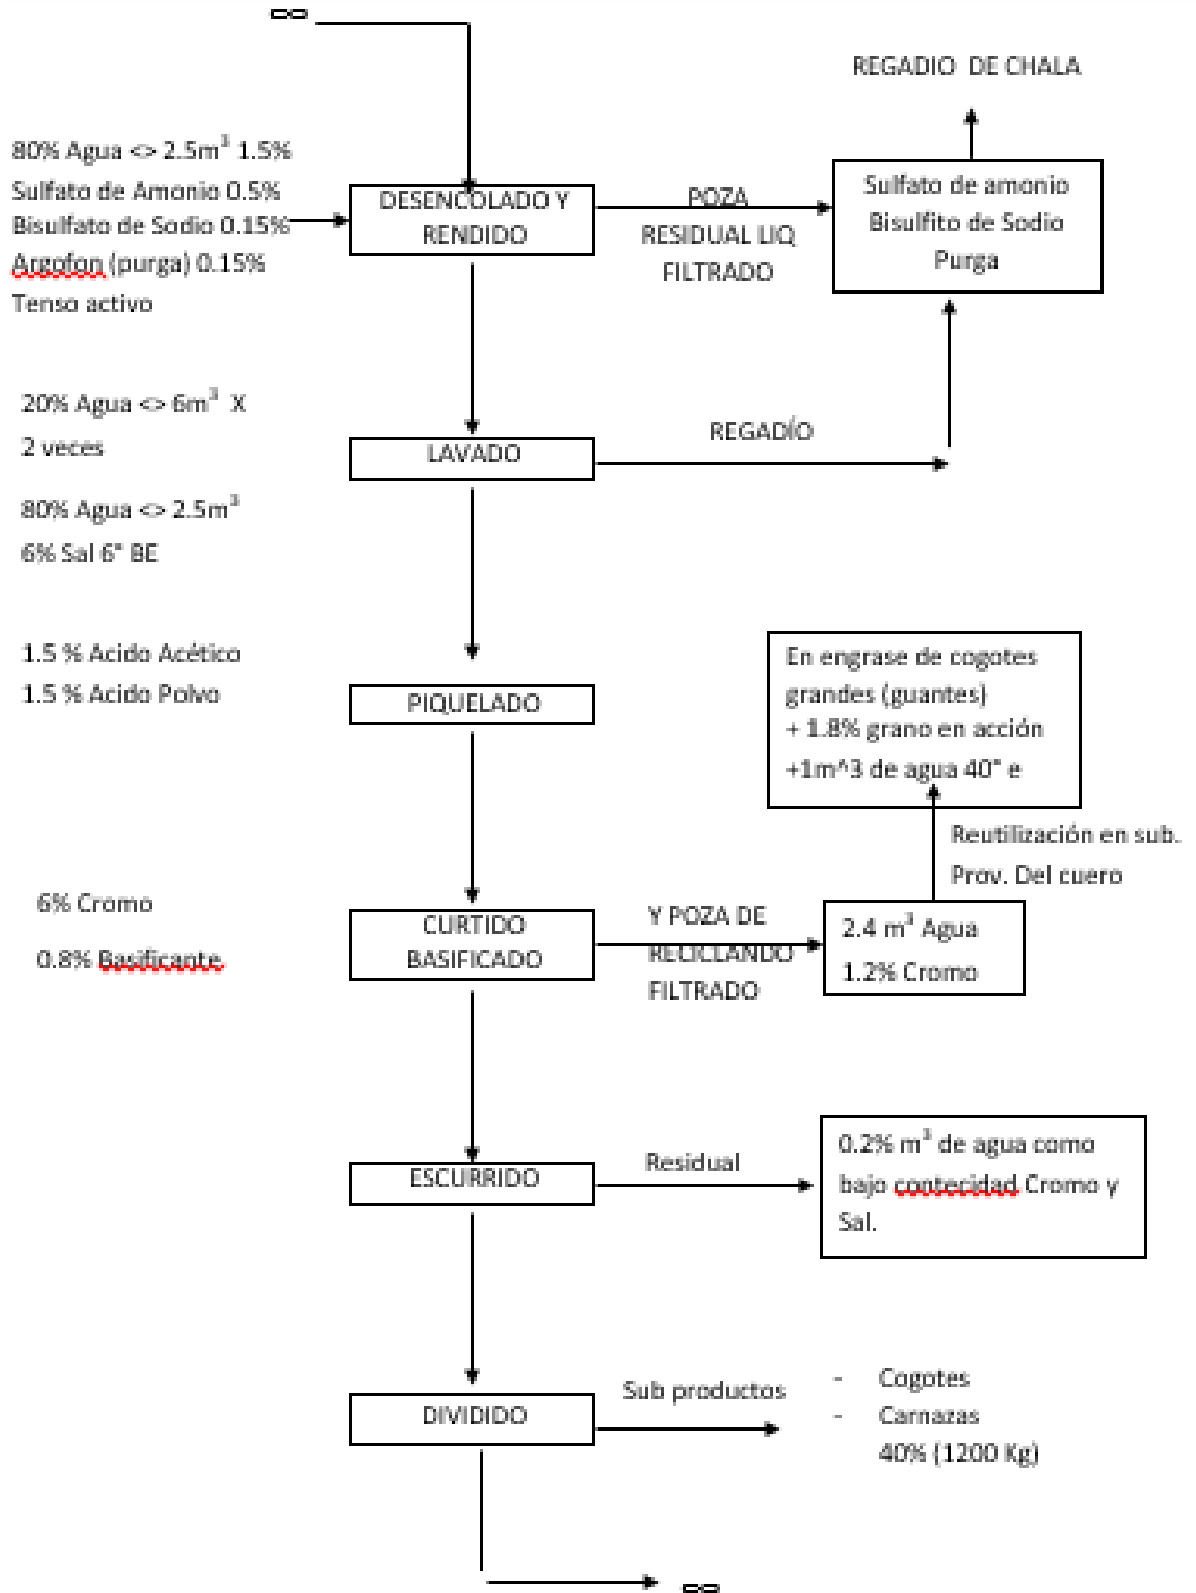 ∞
REGADIO DE CHALA
80% Agua <> 2.5m³ 1.5%
Sulfato de Amonio 0.5%
Bisulfato de Sodio 0.15%
Argofon (purga) 0.15%
Tenso activo
DESENCOLADO Y
RENDIDO
POZA
RESIDUAL LIQ
FILTRADO
Sulfato de amonio
Bisulfito de Sodio
Purga
20% Agua <> 6m³ X
2 veces
LAVADO
REGADÍO
80% Agua <> 2.5m³
6% Sal 6° BE
1.5 % Acido Acético
1.5 % Acido Polvo
PIQUELADO
En engrase de cogotes
grandes (guantes)
+ 1.8% grano en acción
+1m^3 de agua 40° e
Reutilización en sub.
Prov. Del cuero
6% Cromo
0.8% Basificante.
CURTIDO
BASIFICADO
Y POZA DE
RECICLANDO
FILTRADO
2.4 m³ Agua
1.2% Cromo
ESCURRIDO
Residual
0.2% m³ de agua como
bajo contecidad Cromo y
Sal.
DIVIDIDO
Sub productos
- Cogotes
- Carnazas
40% (1200 Kg)
∞